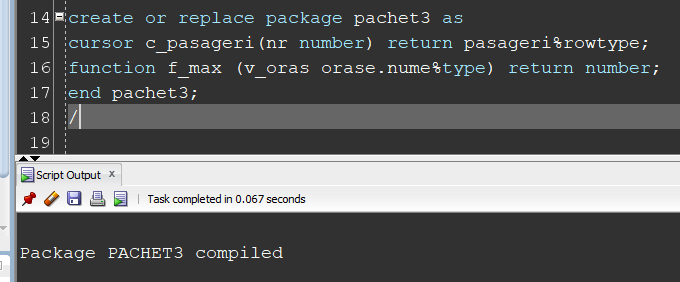 14 create or replace package pachet3 as
15 cursor c_pasageri(nr number) return pasageri%rowtype;
16 function f_max (v_oras orase.nume%type) return number;
17 end pachet3;
18 /
19
Script Output x
Task completed in 0.067 seconds
Package PACHET3 compiled